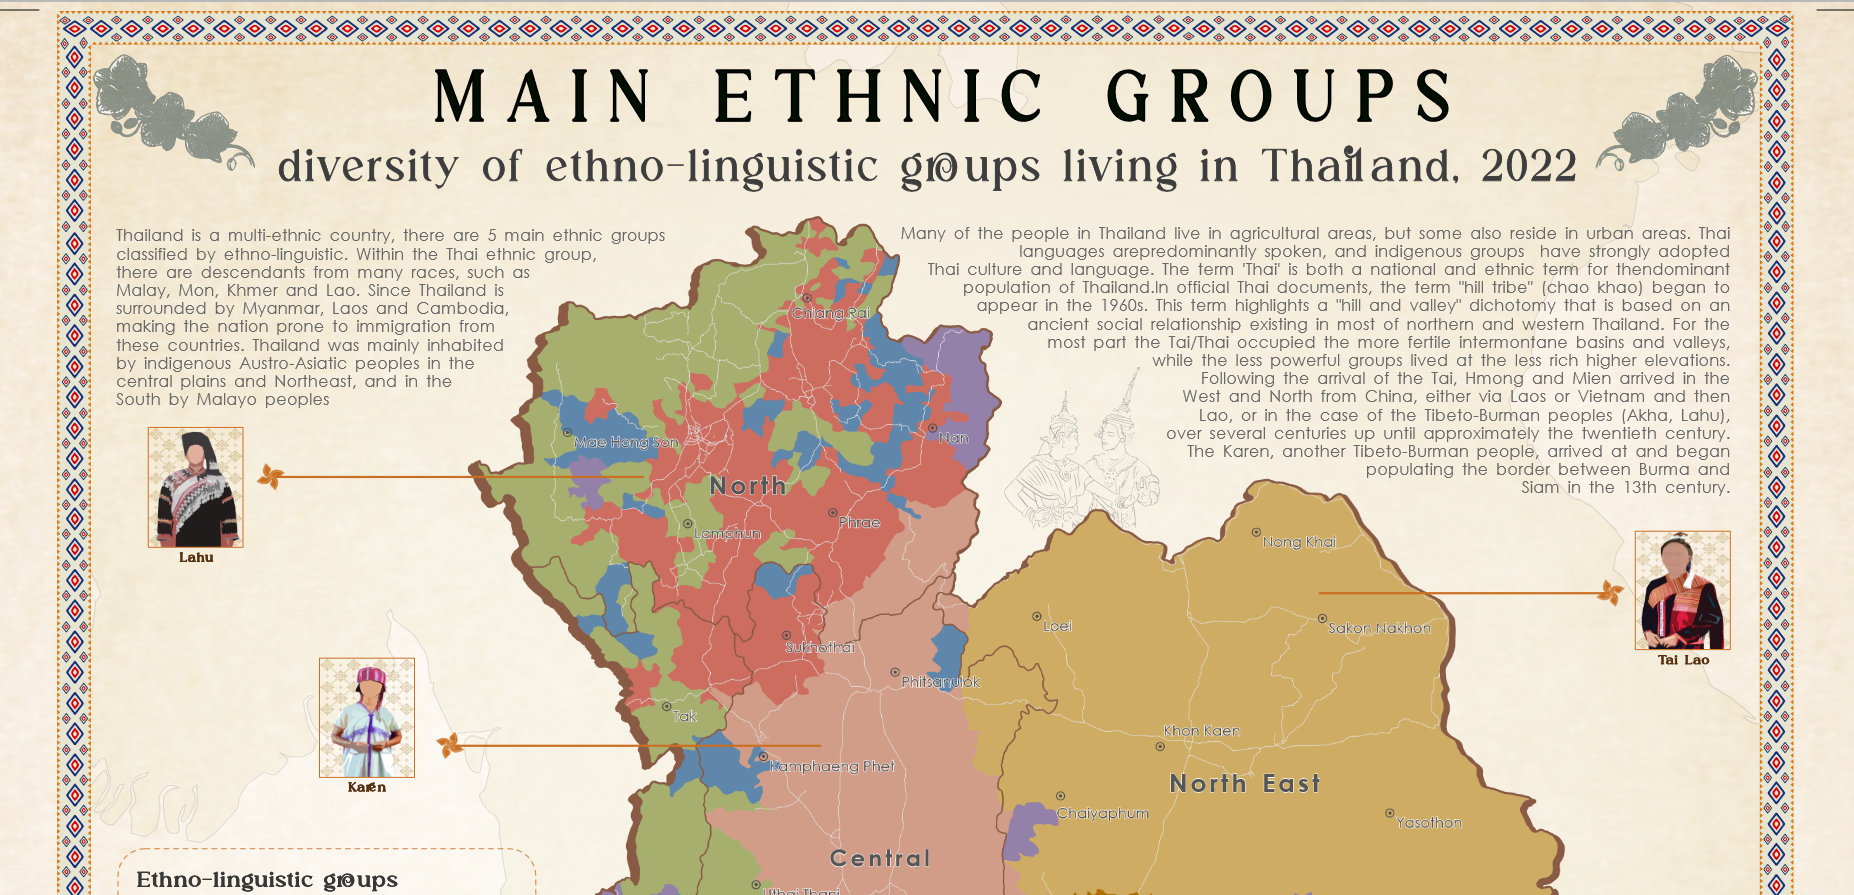 MAIN ETHNIC GROUPS
diversity of ethno-linguistic groups living in Thailand, 2022
Thailand is a multi-ethnic country, there are 5 main ethnic groups
classified by ethno-linguistic. Within the Thai ethnic group,
there are descendants from many races, such as
Malay, Mon, Khmer and Lao. Since Thailand is
surrounded by Myanmar, Laos and Cambodia,
making the nation prone to immigration from
these countries. Thailand was mainly inhabited
by indigenous Austro-Asiatic peoples in the
central plains and Northeast, and in the
South by Malayo peoples
Many of the people in Thailand live in agricultural areas, but some also reside in urban areas. Thai
languages arepredominantly spoken, and indigenous groups have strongly adopted
Thai culture and language. The term 'Thai' is both a national and ethnic term for thendominant
population of Thailand.In official Thai documents, the term "hill tribe" (chao khao) began to
appear in the 1960s. This term highlights a "hill and valley" dichotomy that is based on an
ancient social relationship existing in most of northern and western Thailand. For the
most part the Tai/Thai occupied the more fertile intermontane basins and valleys,
while the less powerful groups lived at the less rich higher elevations.
Following the arrival of the Tai, Hmong and Mien arrived in the
West and North from China, either via Laos or Vietnam and then
Lao, or in the case of the Tibeto-Burman peoples (Akha, Lahu),
over several centuries up until approximately the twentieth century.
The Karen, another Tibeto-Burman people, arrived at and began
populating the border between Burma and
Siam in the 13th century.
Chiang Rai
Mae Hong Son
Nan
North
Lamphun
Phrae
Nong Khai
Lahu
Loei
Sakon Nakhon
Sukhothai
Tai Lao
Phitsanulok
Tak
Khon Kaen
Kamphaeng Phet
North East
Karen
Chaiyaphum
Yasothon
Central
Ethno-linguistic groups
Uthai Thani